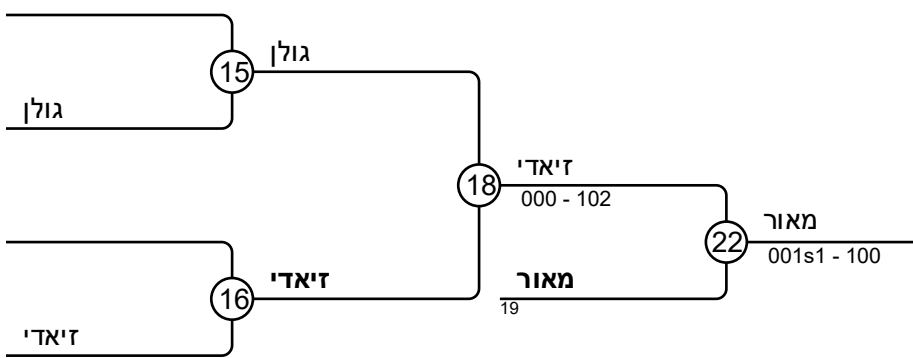 גולן
15
גולן
זיאדי
000 - 102
18
מאור
001s1 - 100
22
זיאדי
16
מאור
19
זיאדי